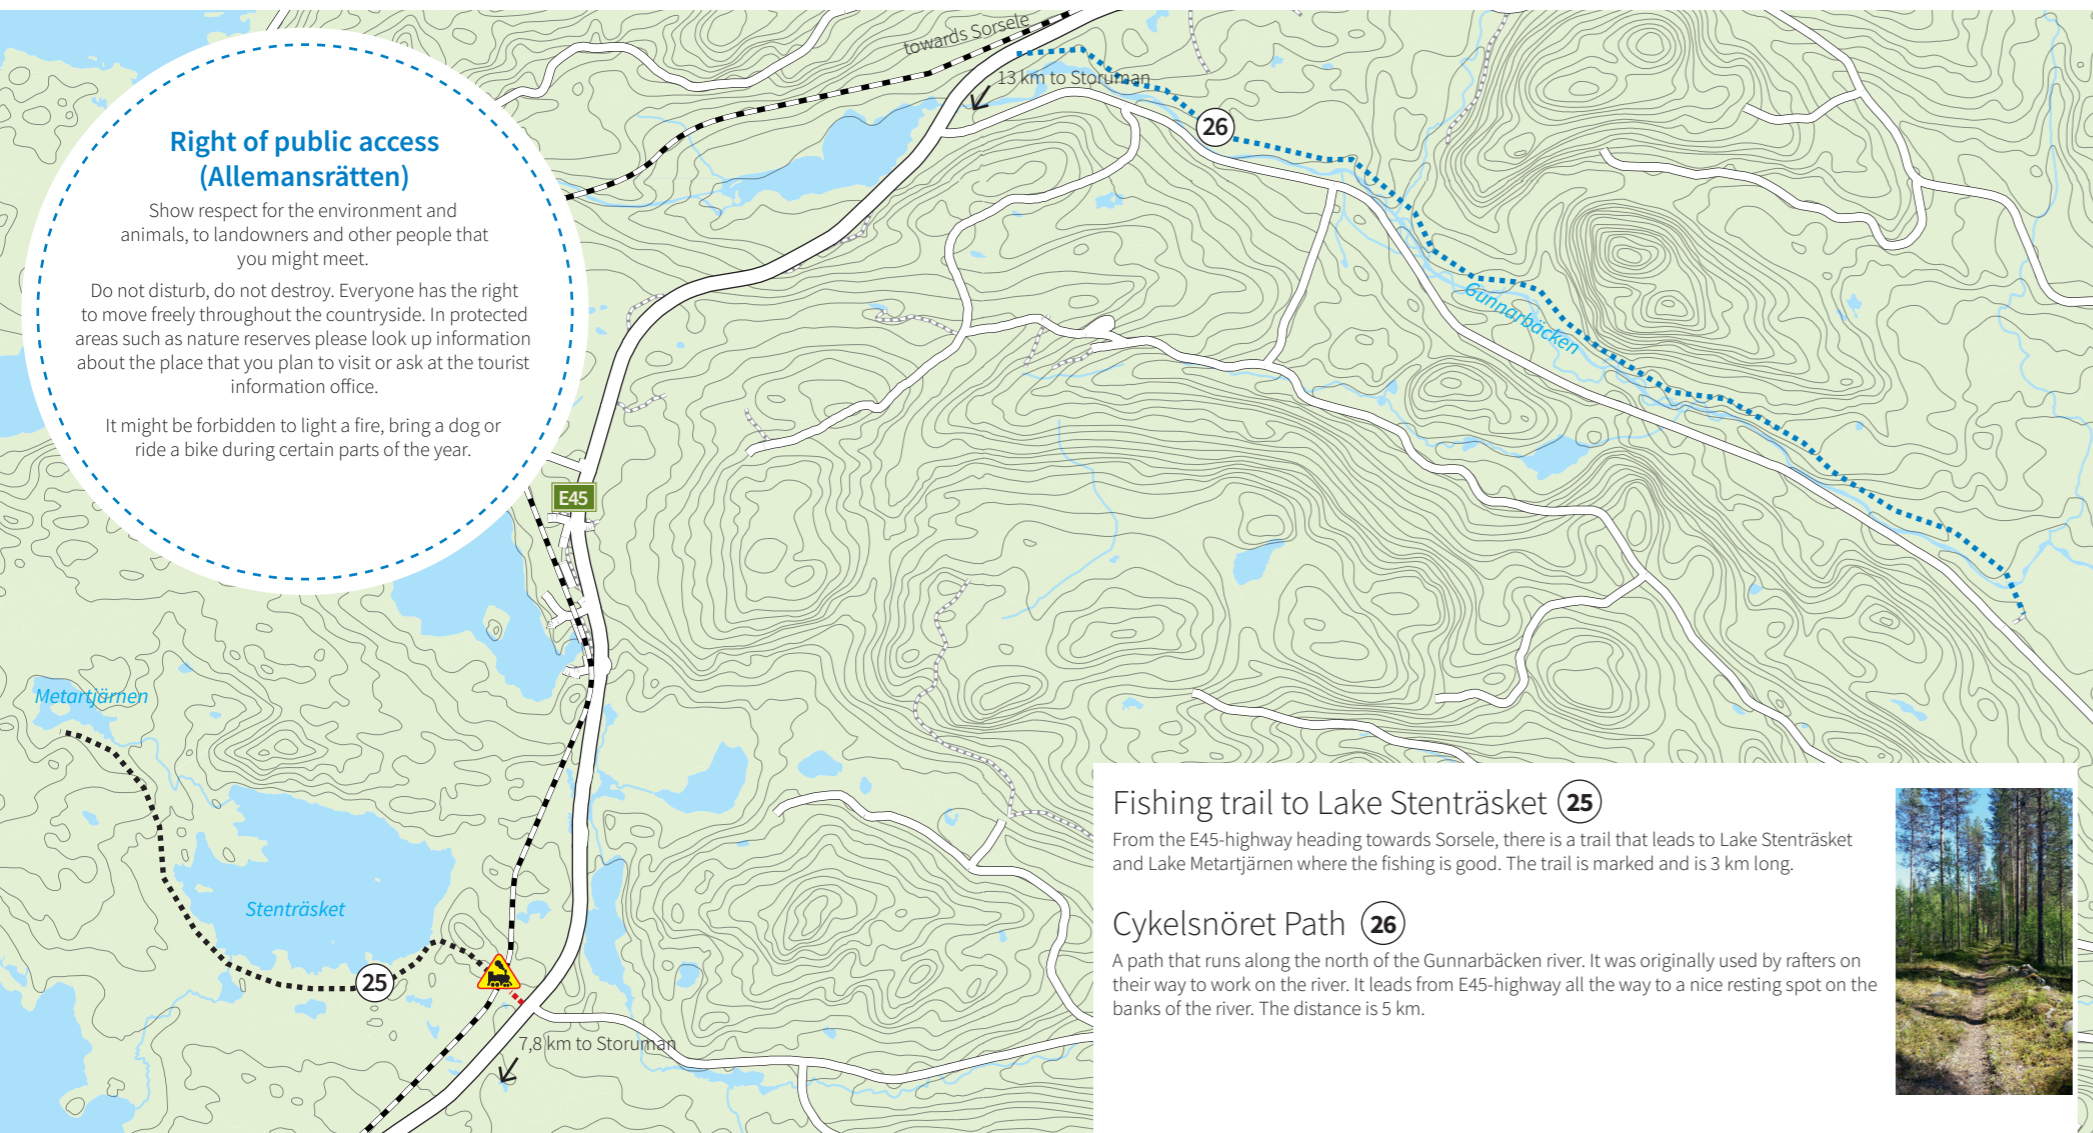 towards Sorsele
13 km to Storuman
26
Right of public access
(Allemansrätten)
Show respect for the environment and
animals, to landowners and other people that
you might meet.
Do not disturb, do not destroy. Everyone has the right
to move freely throughout the countryside. In protected
areas such as nature reserves please look up information
about the place that you plan to visit or ask at the tourist
information office.
It might be forbidden to light a fire, bring a dog or
ride a bike during certain parts of the year.
Gunnarbäcken
E45
Metartjärnen
Stenträsket
25
7,8 km to Storuman
Fishing trail to Lake Stenträsket 25
From the E45-highway heading towards Sorsele, there is a trail that leads to Lake Stenträsket
and Lake Metartjärnen where the fishing is good. The trail is marked and is 3 km long.
Cykelsnöret Path 26
A path that runs along the north of the Gunnarbäcken river. It was originally used by rafters on
their way to work on the river. It leads from E45-highway all the way to a nice resting spot on the
banks of the river. The distance is 5 km.